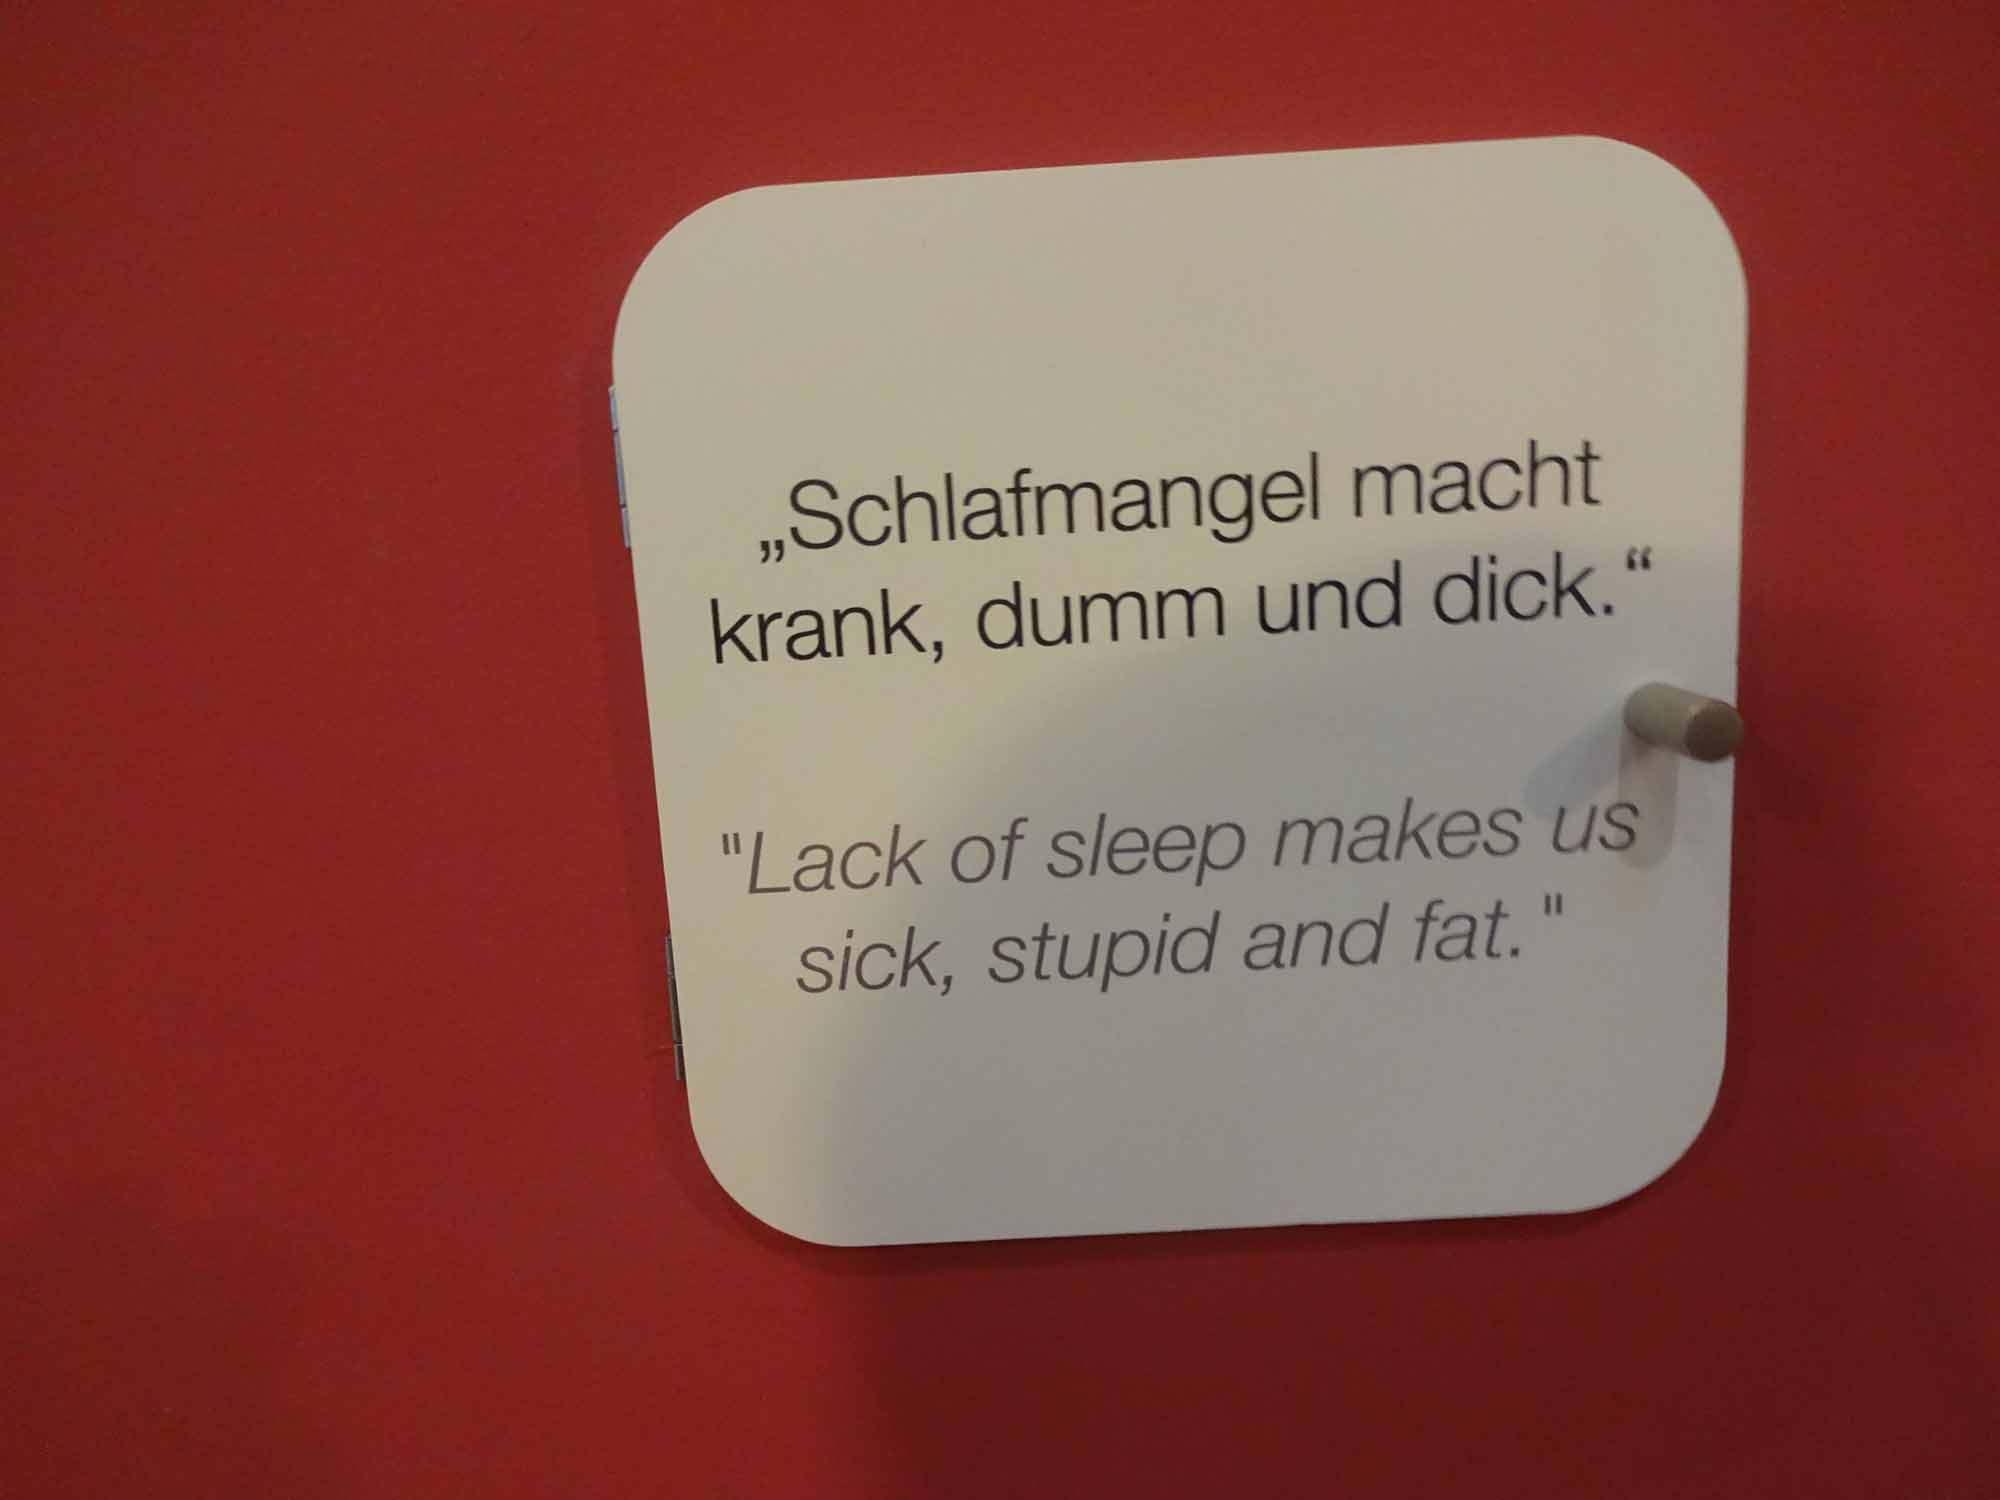 „Schlafmangel macht
krank, dumm und dick.“
"Lack of sleep makes us
sick, stupid and fat. "